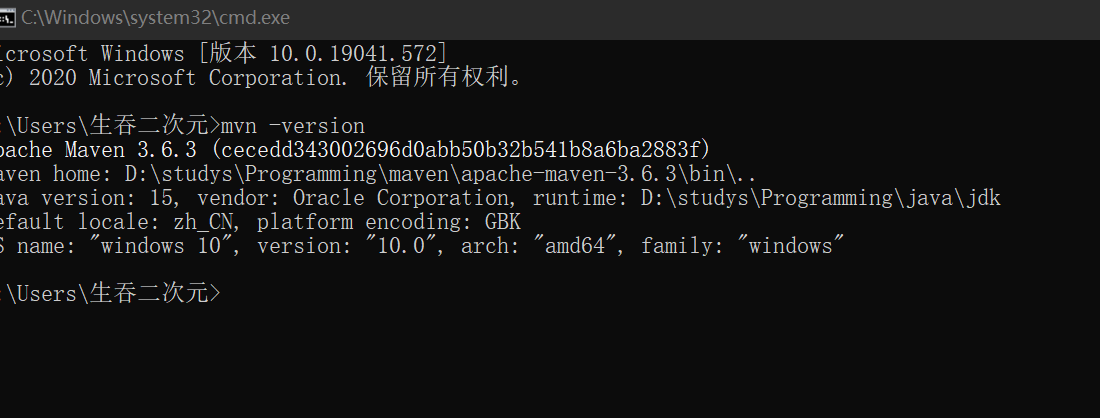 C:\Windows\system32\cmd.exe
icrosoft Windows [版本 10.0.19041.572]
c) 2020 Microsoft Corporation. 保留所有权利。
:\Users\生吞二次元>mvn -version
pache Maven 3.6.3 (cecedd343002696d0abb50b32b541b8a6ba2883f)
aven home: D:\studys\Programming\maven\apache-maven-3.6.3\bin\..
ava version: 15, vendor: Oracle Corporation, runtime: D:\studys\Programming\java\jdk
efault locale: zh_CN, platform encoding: GBK
S name: "windows 10", version: "10.0", arch: "amd64", family: "windows"
:\Users\生吞二次元>